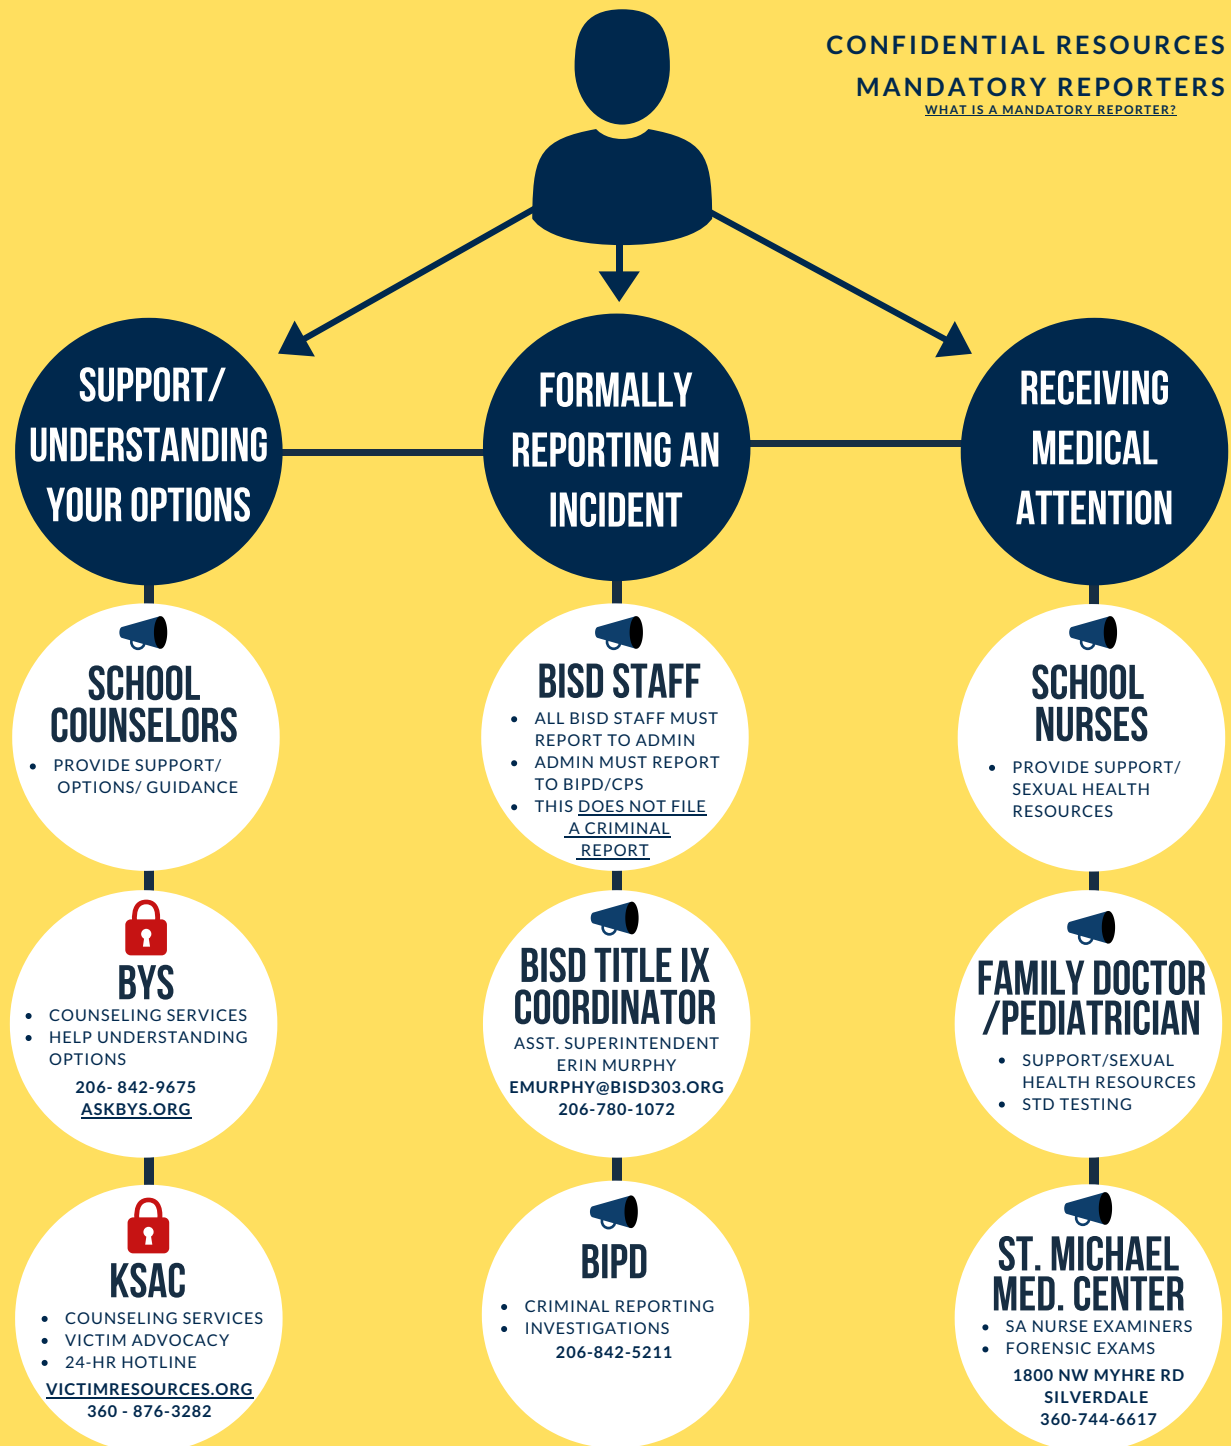 CONFIDENTIAL RESOURCES
MANDATORY REPORTERS
WHAT IS A MANDATORY REPORTER?
SUPPORT/
UNDERSTANDING
YOUR OPTIONS
SCHOOL
COUNSELORS
• PROVIDE SUPPORT/
OPTIONS/ GUIDANCE
BYS
• COUNSELING SERVICES
• HELP UNDERSTANDING
OPTIONS
206- 842-9675
ASKBYS.ORG
KSAC
• COUNSELING SERVICES
• VICTIM ADVOCACY
• 24-HR HOTLINE
VICTIMRESOURCES.ORG
360 - 876-3282
FORMALLY
REPORTING AN
INCIDENT
BISD STAFF
• ALL BISD STAFF MUST
REPORT TO ADMIN
• ADMIN MUST REPORT
TO BIPD/CPS
• THIS DOES NOT FILE
A CRIMINAL
REPORT
BISD TITLE IX
COORDINATOR
ASST. SUPERINTENDENT
ERIN MURPHY
EMURPHY@BISD303.ORG
206-780-1072
BIPD
• CRIMINAL REPORTING
• INVESTIGATIONS
206-842-5211
RECEIVING
MEDICAL
ATTENTION
SCHOOL
NURSES
• PROVIDE SUPPORT/
SEXUAL HEALTH
RESOURCES
FAMILY DOCTOR
/PEDIATRICIAN
• SUPPORT/SEXUAL
HEALTH RESOURCES
• STD TESTING
ST. MICHAEL
MED. CENTER
• SA NURSE EXAMINERS
• FORENSIC EXAMS
1800 NW MYHRE RD
SILVERDALE
360-744-6617